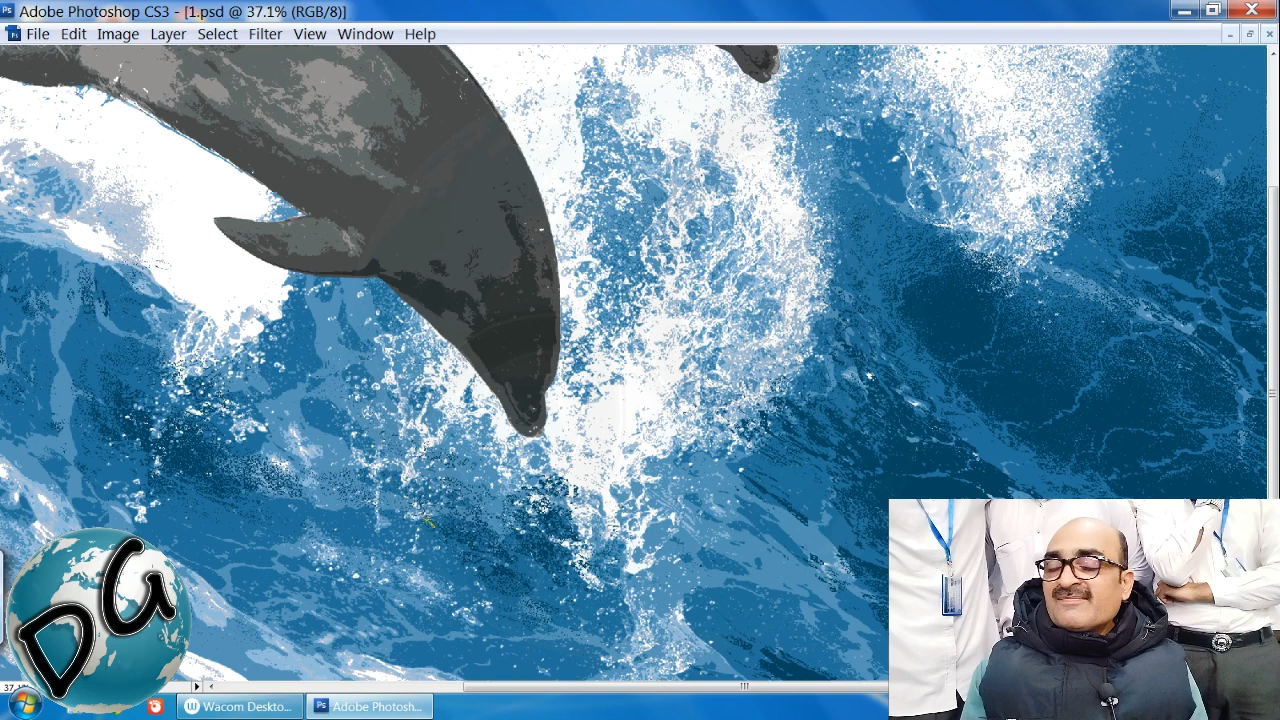 Adobe Photoshop CS3 - [1.psd @ 37.1% (RGB/8)]
File Edit Image Layer Select Filter View Window Help
DG
Wacom Deskto...
Adobe Photosh...